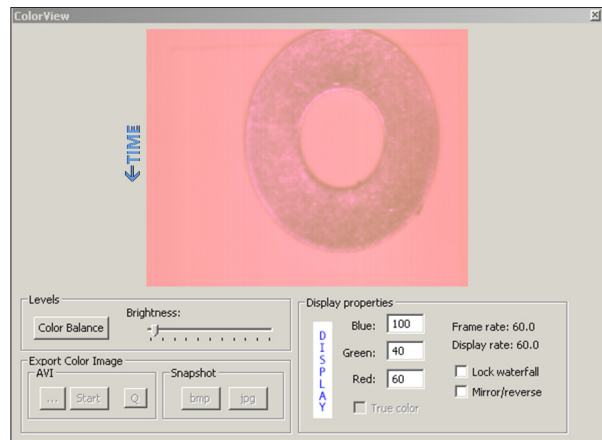 ColorView
←TIME
Levels
Color Balance
Brightness:
Export Color Image
AVI
...
Start
Q
Snapshot
bmp
jpg
Display properties
DISPLAY
Blue: 100
Green: 40
Red: 60
True color
Frame rate: 60.0
Display rate: 60.0
Lock waterfall
Mirror/reverse